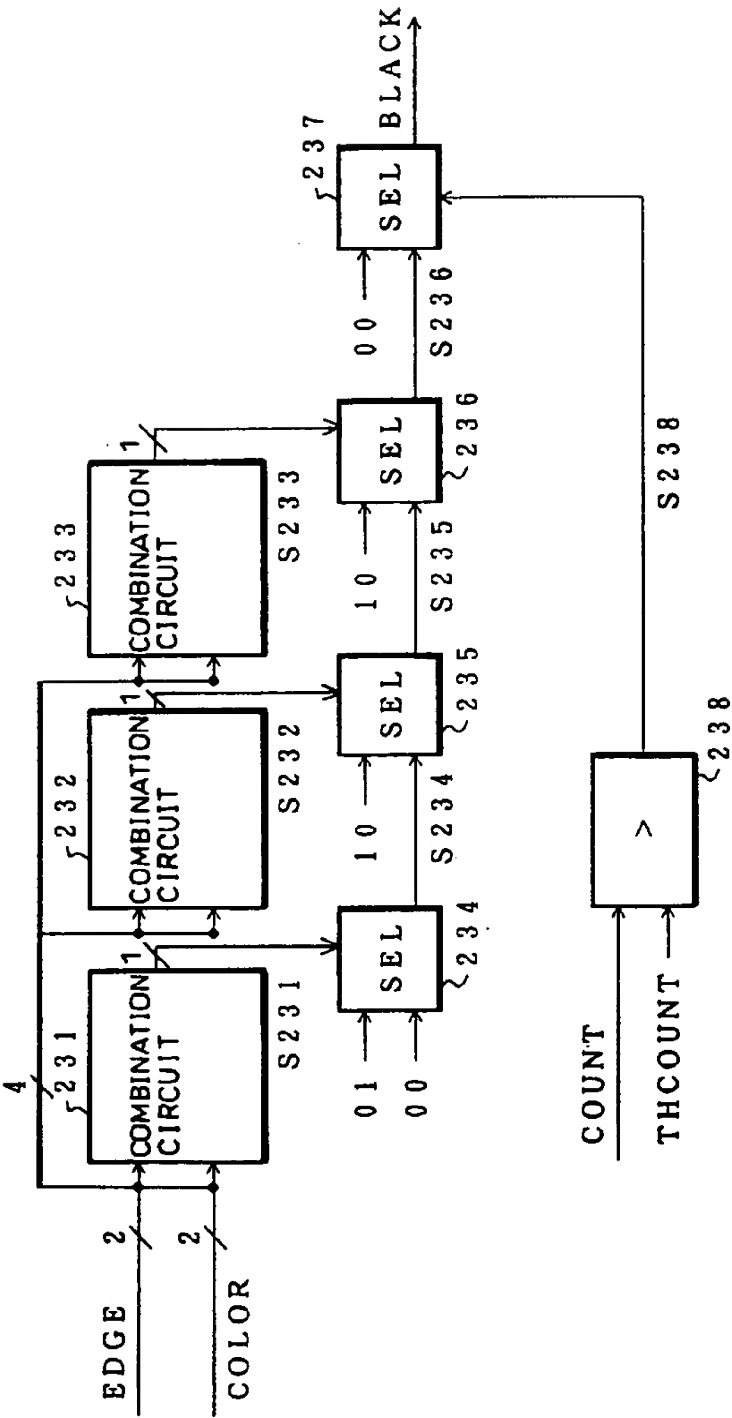 EDGE
COLOR
2
2
4
231
COMBINATION
CIRCUIT
S231
1
232
COMBINATION
CIRCUIT
S232
1
233
COMBINATION
CIRCUIT
S233
1
01
00
SEL
234
10
S234
SEL
235
10
S235
SEL
236
00
S236
SEL
237
BLACK
COUNT
THCOUNT
>
238
S238